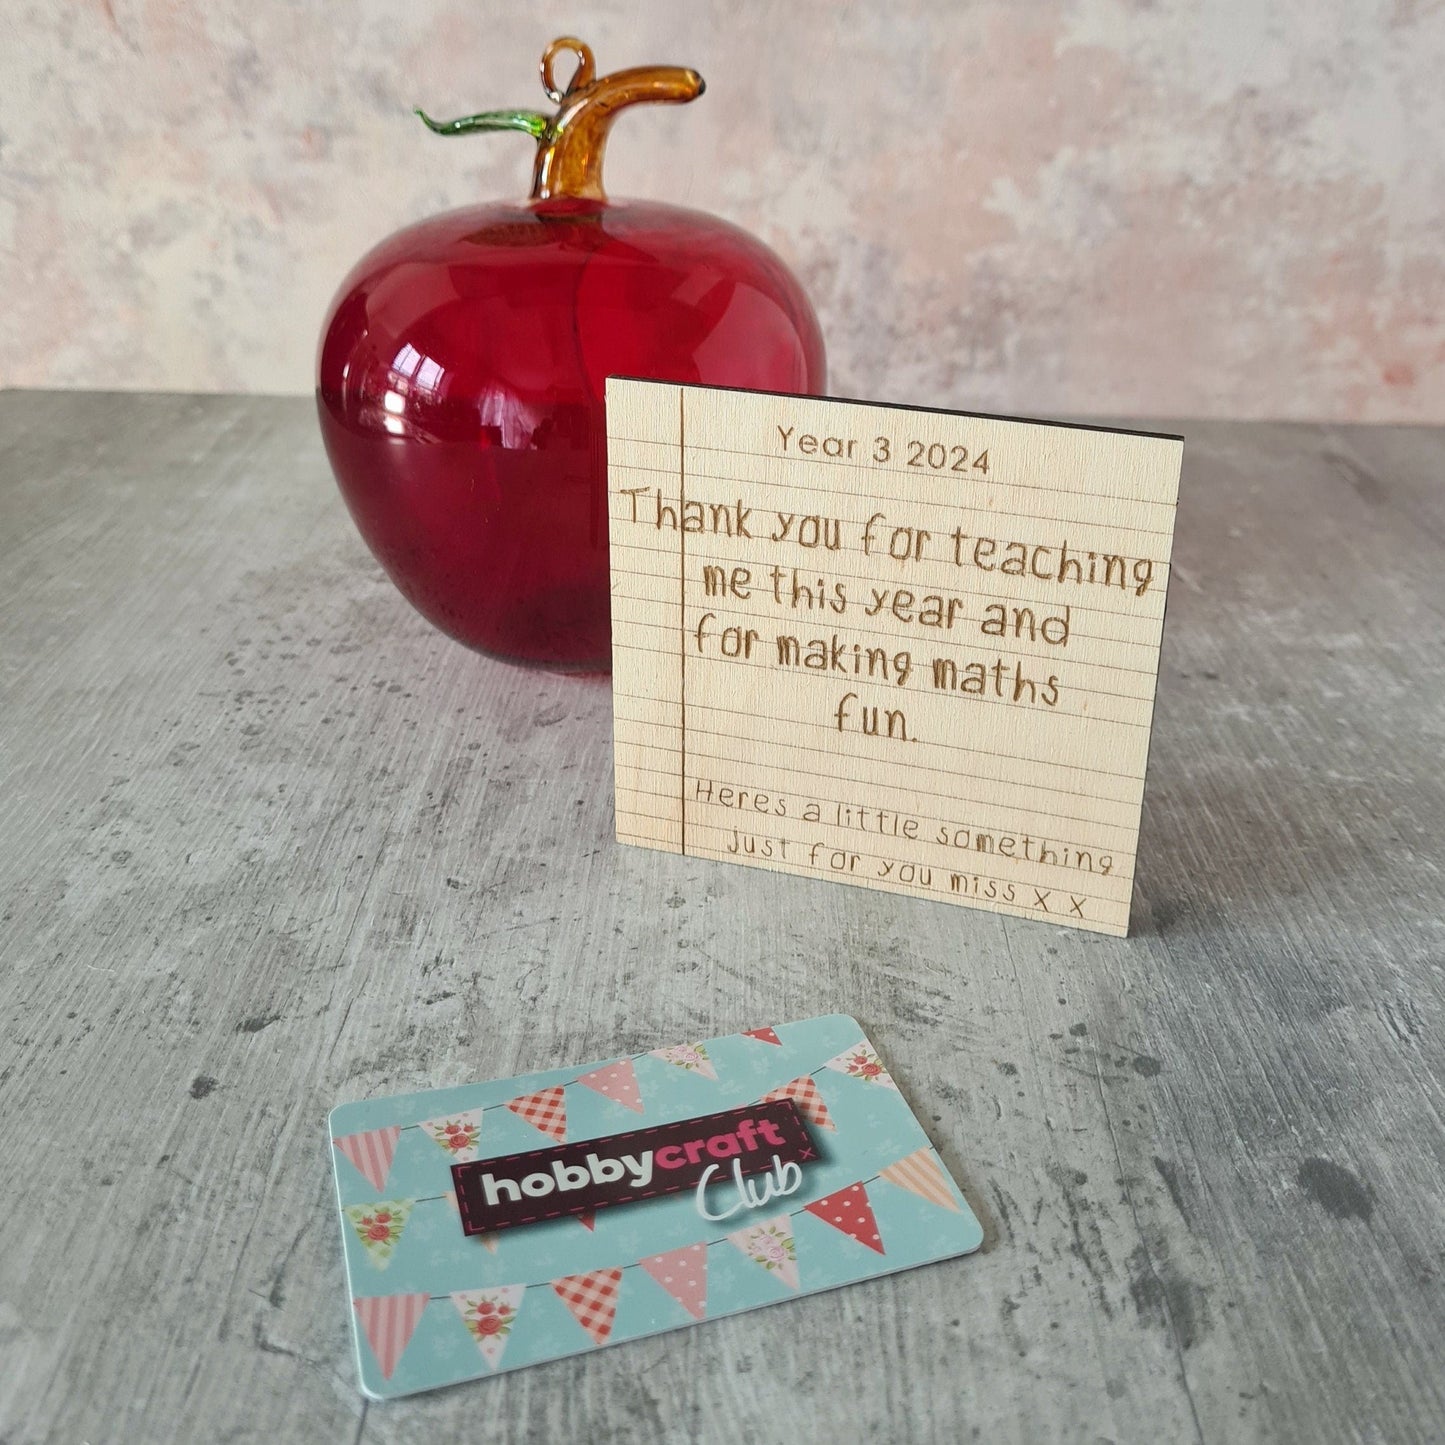 Year 3 2024
Thank you for teaching
me this year and
for making maths
fun.
Heres a little something
just for you miss x x
hobbycraft
Club